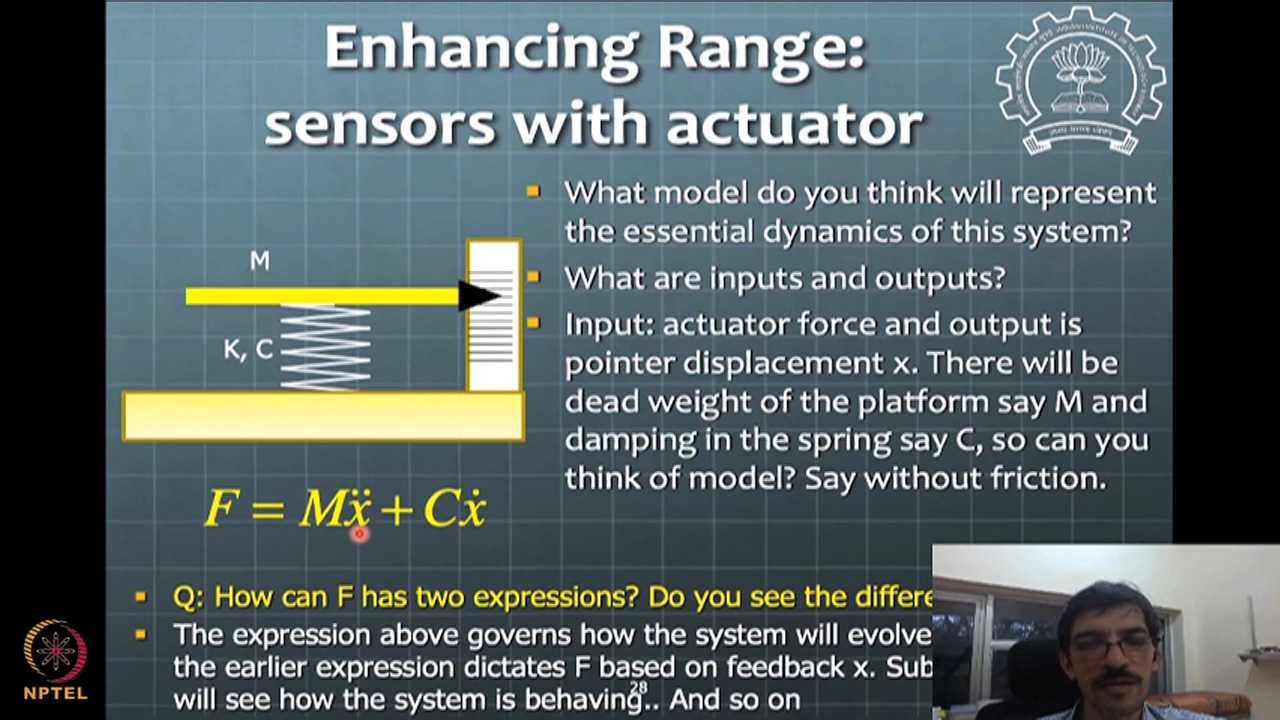 Enhancing Range:
sensors with actuator
What model do you think will represent
the essential dynamics of this system?
What are inputs and outputs?
Input: actuator force and output is
pointer displacement x. There will be
dead weight of the platform say M and
damping in the spring say C, so can you
think of model? Say without friction.
M
K, C
F = Mẍ + Cẋ
Q: How can F has two expressions? Do you see the differe
The expression above governs how the system will evolve
the earlier expression dictates F based on feedback x. Sub
will see how the system is behaving.. And so on
28
NPTEL